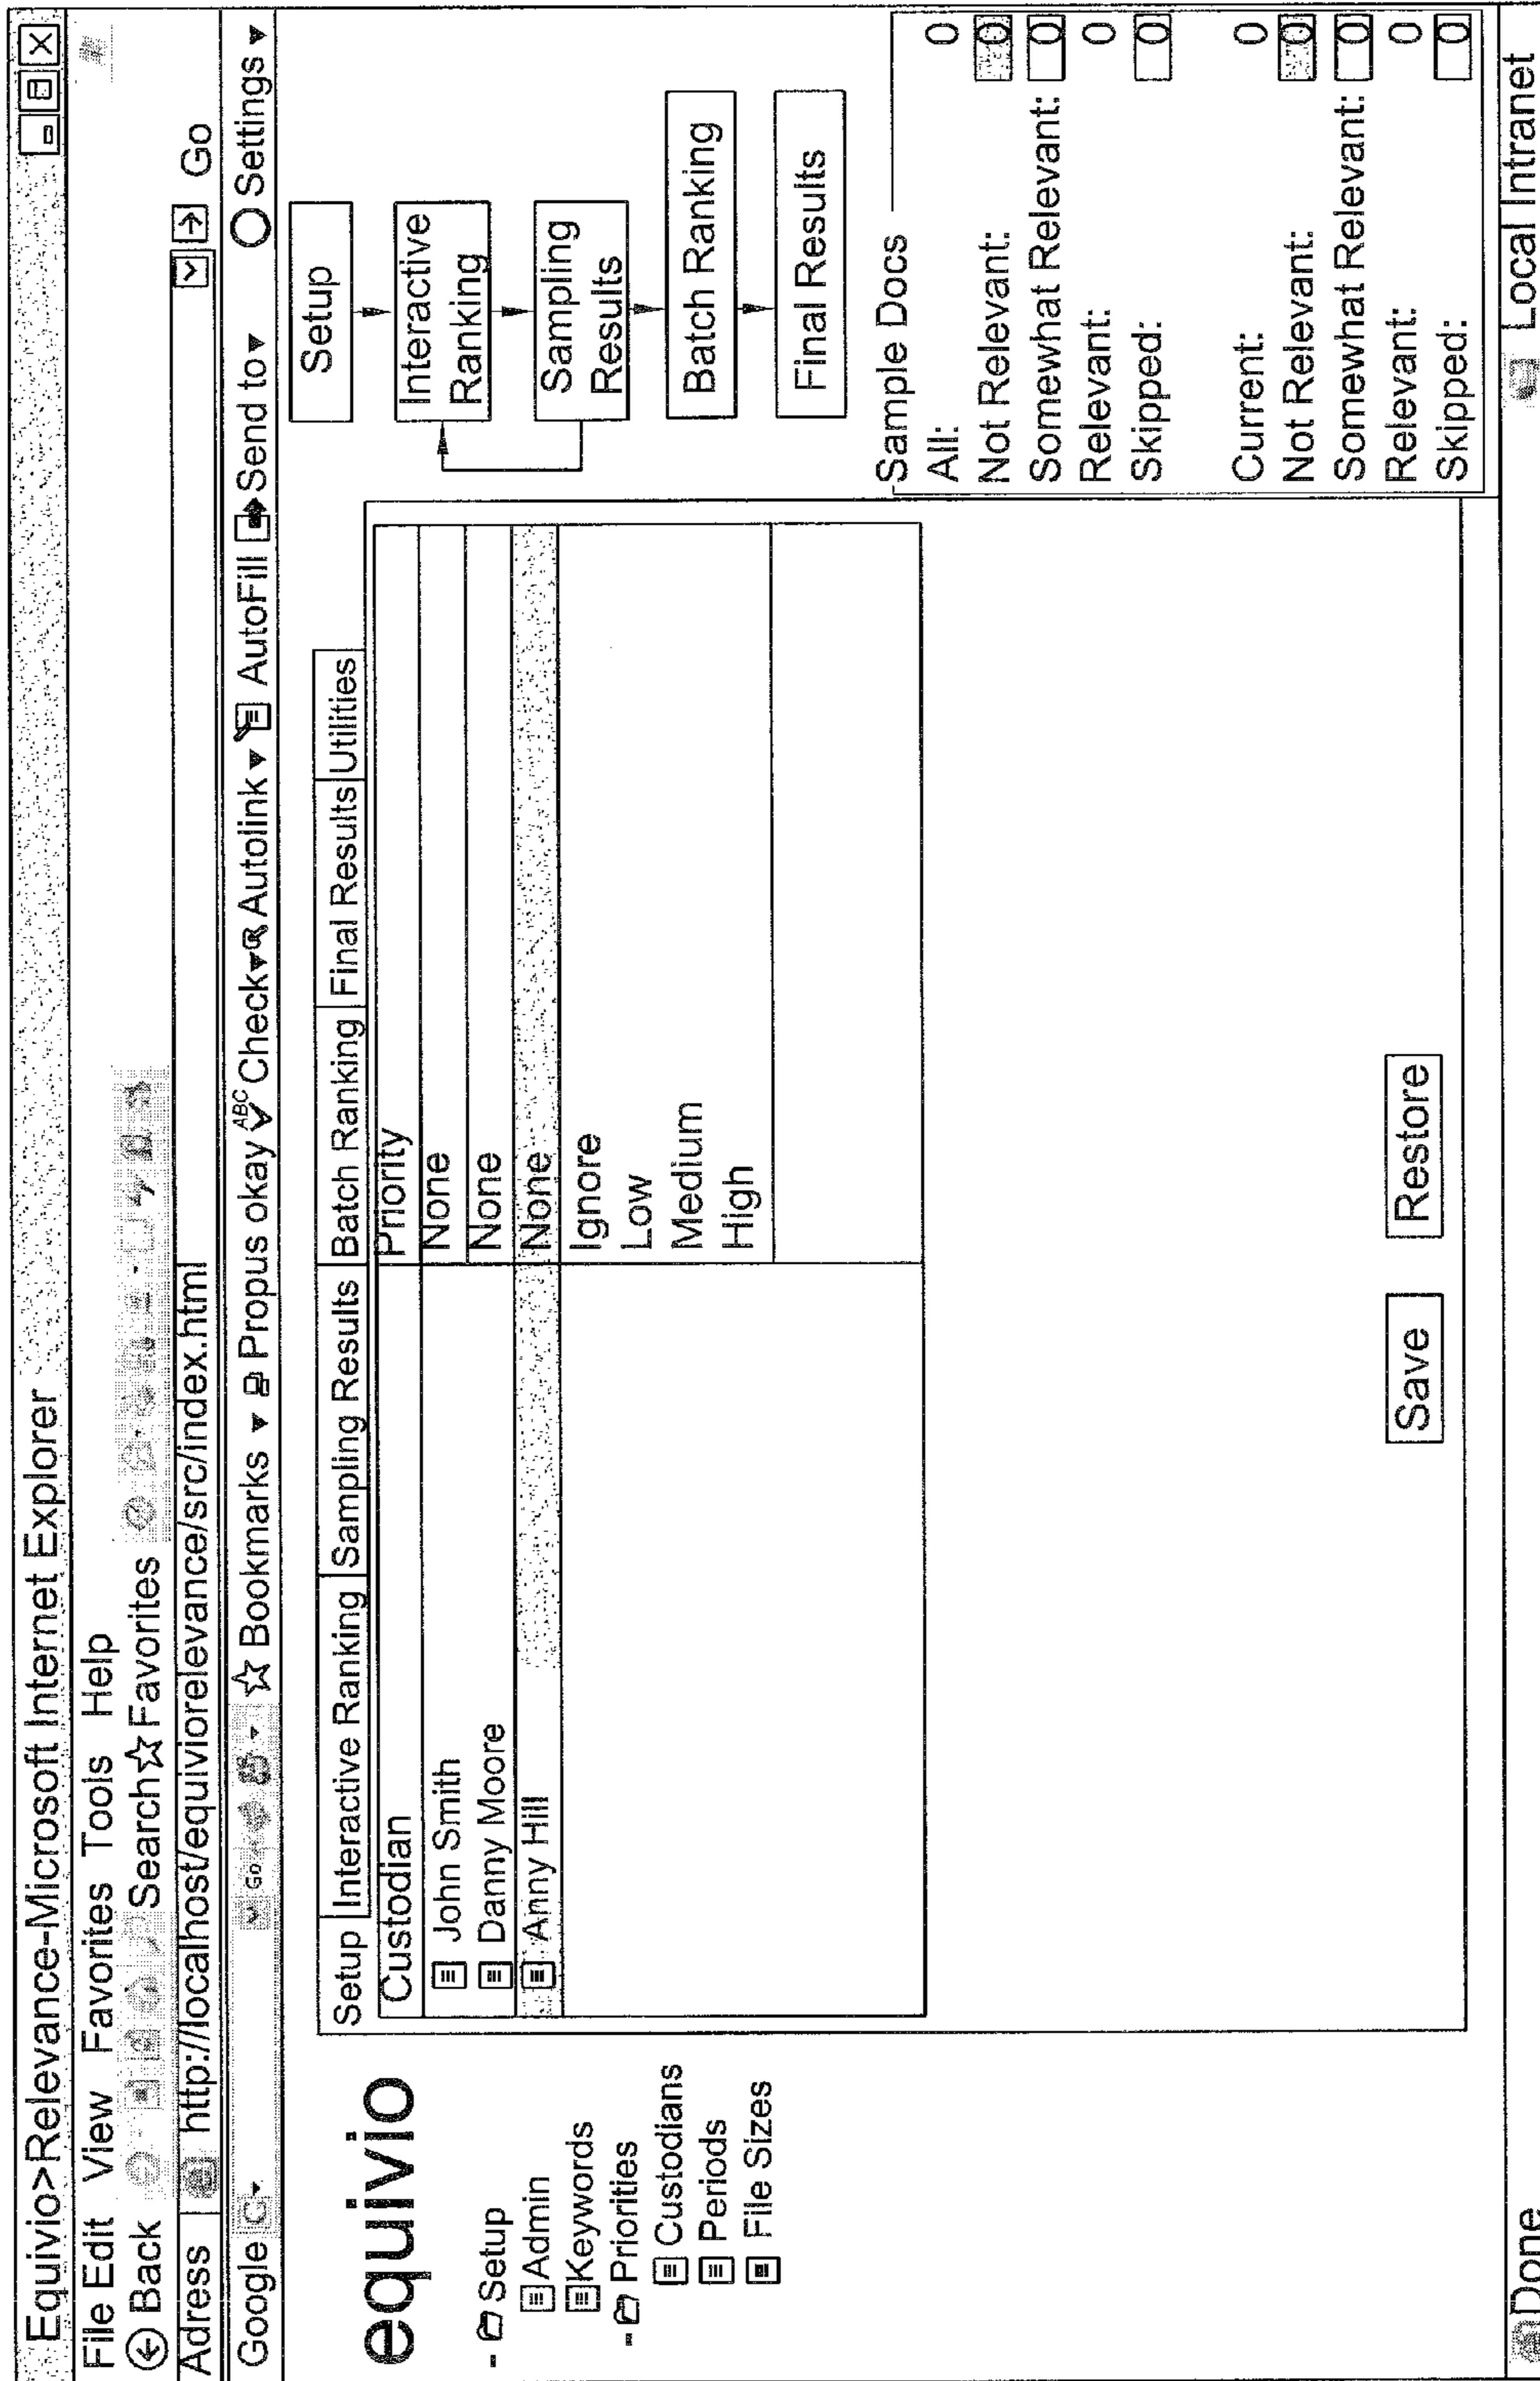 Equivio>Relevance-Microsoft Internet Explorer
File Edit View Favorites Tools Help
Back Search Favorites
Adress http://localhost/equiviorelevance/src/index.html Go
Google G Go Bookmarks Propus okay ABC Check Autolink AutoFill Send to Settings
equivio
- Setup
Admin
Keywords
- Priorities
Custodians
Periods
File Sizes
Setup Interactive Ranking Sampling Results Batch Ranking Final Results Utilities
Custodian Priority
John Smith None
Danny Moore None
Anny Hill None
Ignore
Low
Medium
High
Save Restore
Setup
Interactive
Ranking
Sampling
Results
Batch Ranking
Final Results
Sample Docs
All: 0
Not Relevant: 0
Somewhat Relevant: 0
Relevant: 0
Skipped: 0
Current: 0
Not Relevant: 0
Somewhat Relevant: 0
Relevant: 0
Skipped: 0
Done Local Intranet